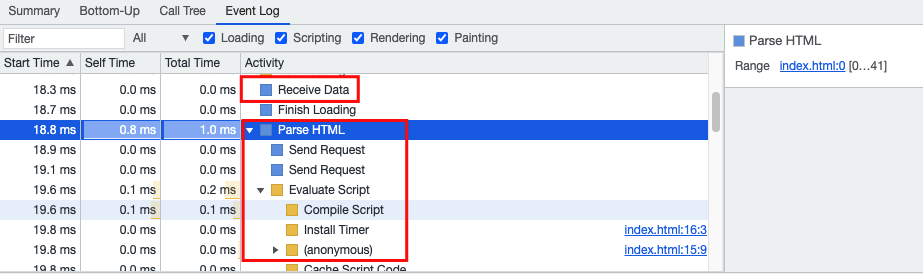 Summary Bottom-Up Call Tree Event Log
Filter All Loading Scripting Rendering Painting
Start Time Self Time Total Time Activity
18.3 ms 0.0 ms 0.0 ms Receive Data
18.7 ms 0.0 ms 0.0 ms Finish Loading
18.8 ms 0.8 ms 1.0 ms Parse HTML
18.9 ms 0.0 ms 0.0 ms Send Request
19.1 ms 0.0 ms 0.0 ms Send Request
19.6 ms 0.1 ms 0.2 ms Evaluate Script
19.6 ms 0.1 ms 0.1 ms Compile Script
19.8 ms 0.0 ms 0.0 ms Install Timer index.html:16:3
19.8 ms 0.0 ms 0.0 ms (anonymous) index.html:15:9
19.8 ms 0.0 ms 0.0 ms Cache Script Code
Parse HTML
Range index.html:0 [0…41]